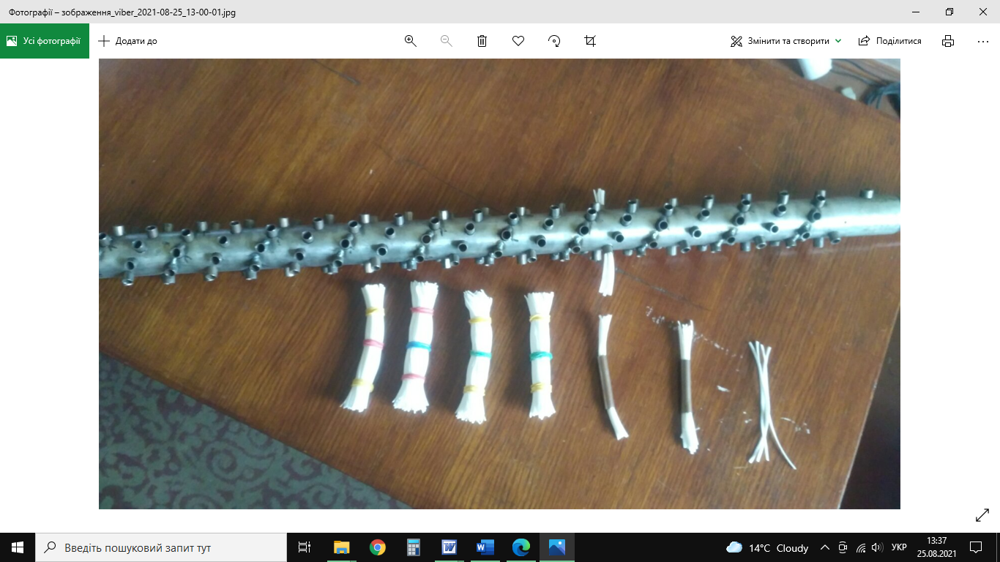 Фотографії – зображення_viber_2021-08-25_13-00-01.jpg
Усі фотографії
Додати до
Змінити та створити
Поділитися
Введіть пошуковий запит тут
14°C Cloudy
УКР
13:37
25.08.2021